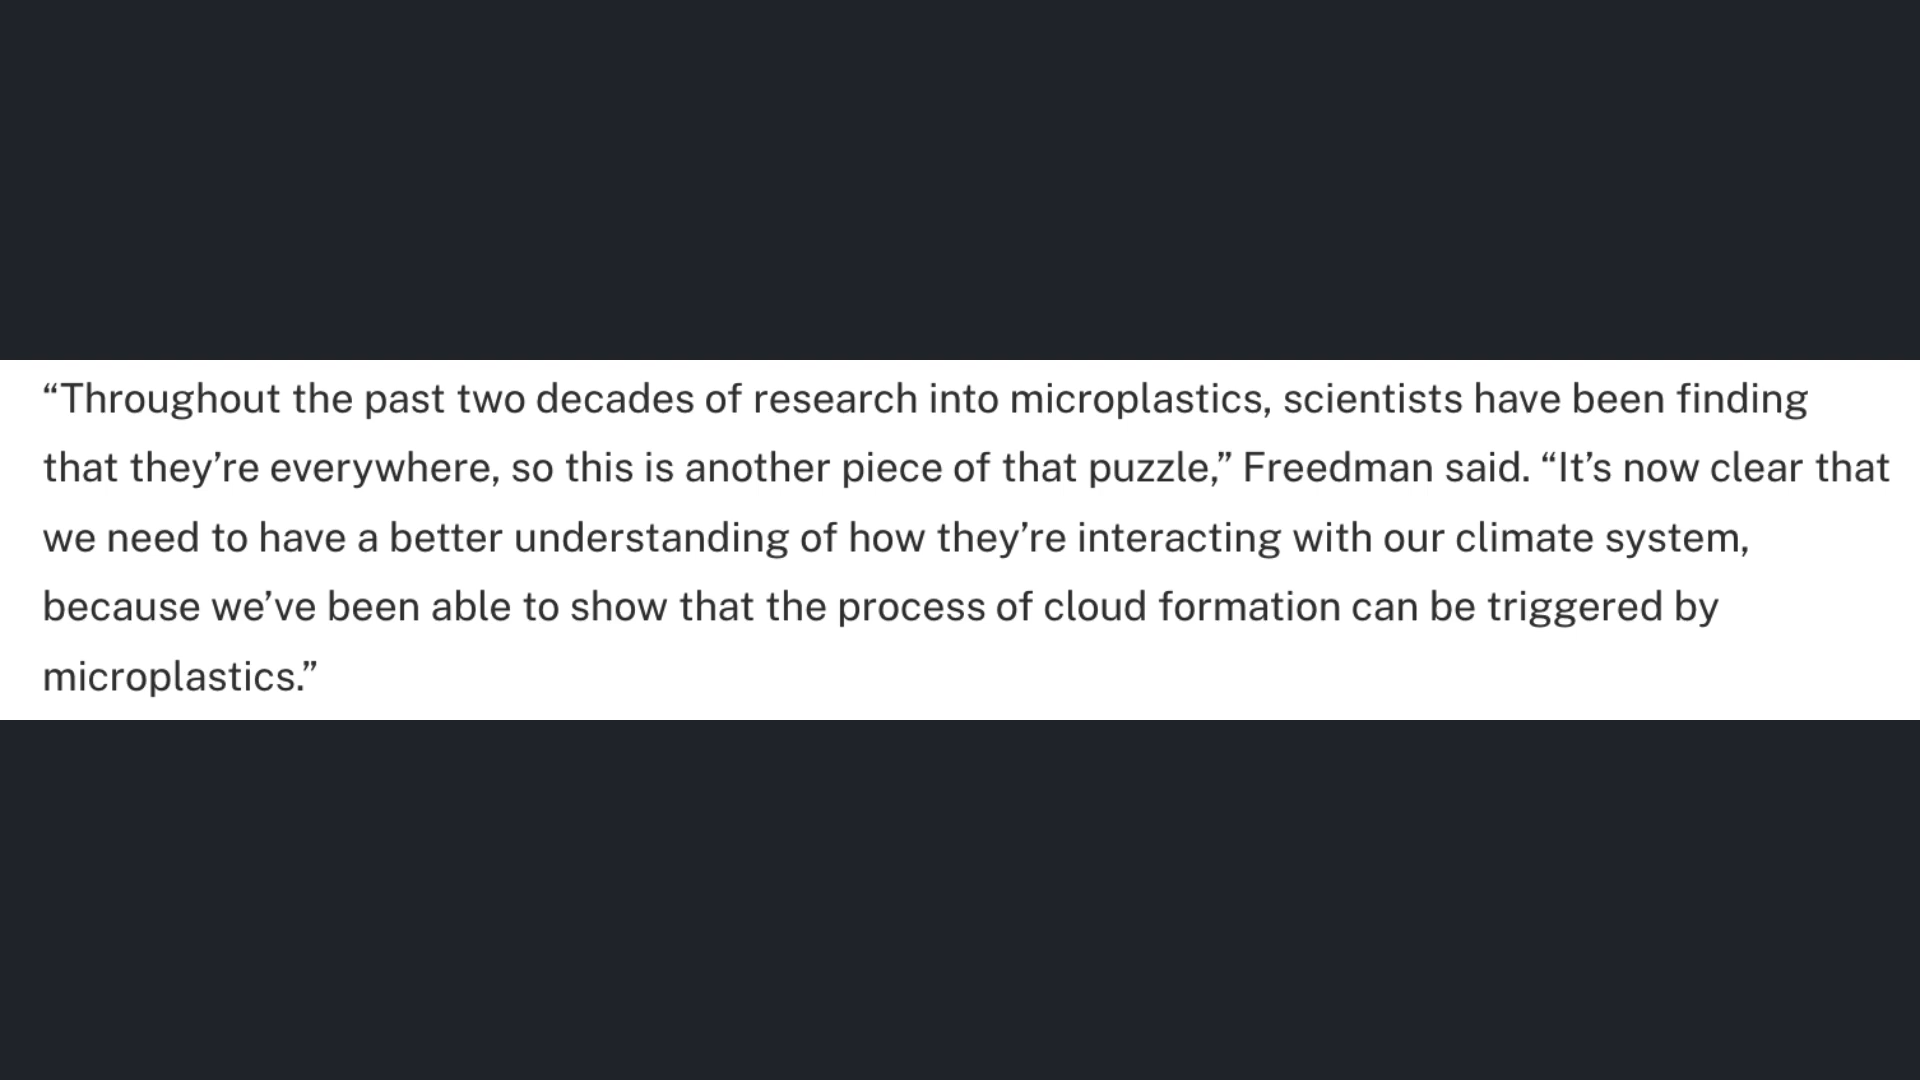 “Throughout the past two decades of research into microplastics, scientists have been finding
that they’re everywhere, so this is another piece of that puzzle,” Freedman said. “It’s now clear that
we need to have a better understanding of how they’re interacting with our climate system,
because we’ve been able to show that the process of cloud formation can be triggered by
microplastics.”